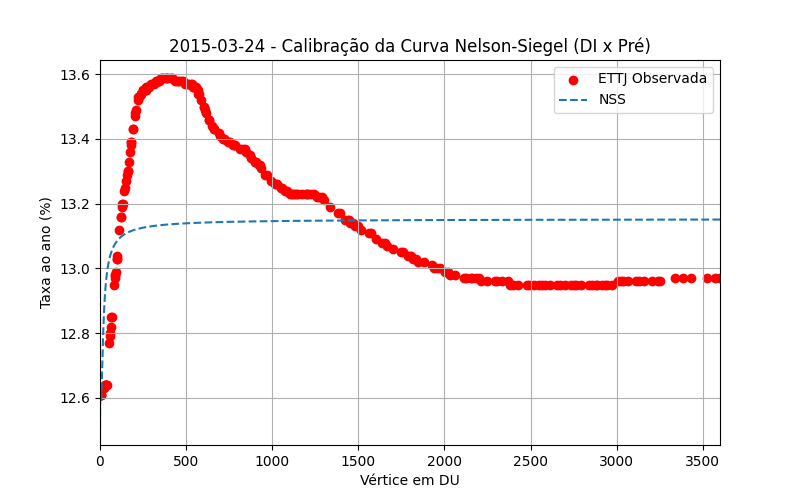 2015-03-24 - Calibração da Curva Nelson-Siegel (DI x Pré)
ETTJ Observada
NSS
Taxa ao ano (%)
13.6
13.4
13.2
13.0
12.8
12.6
0 500 1000 1500 2000 2500 3000 3500
Vértice em DU